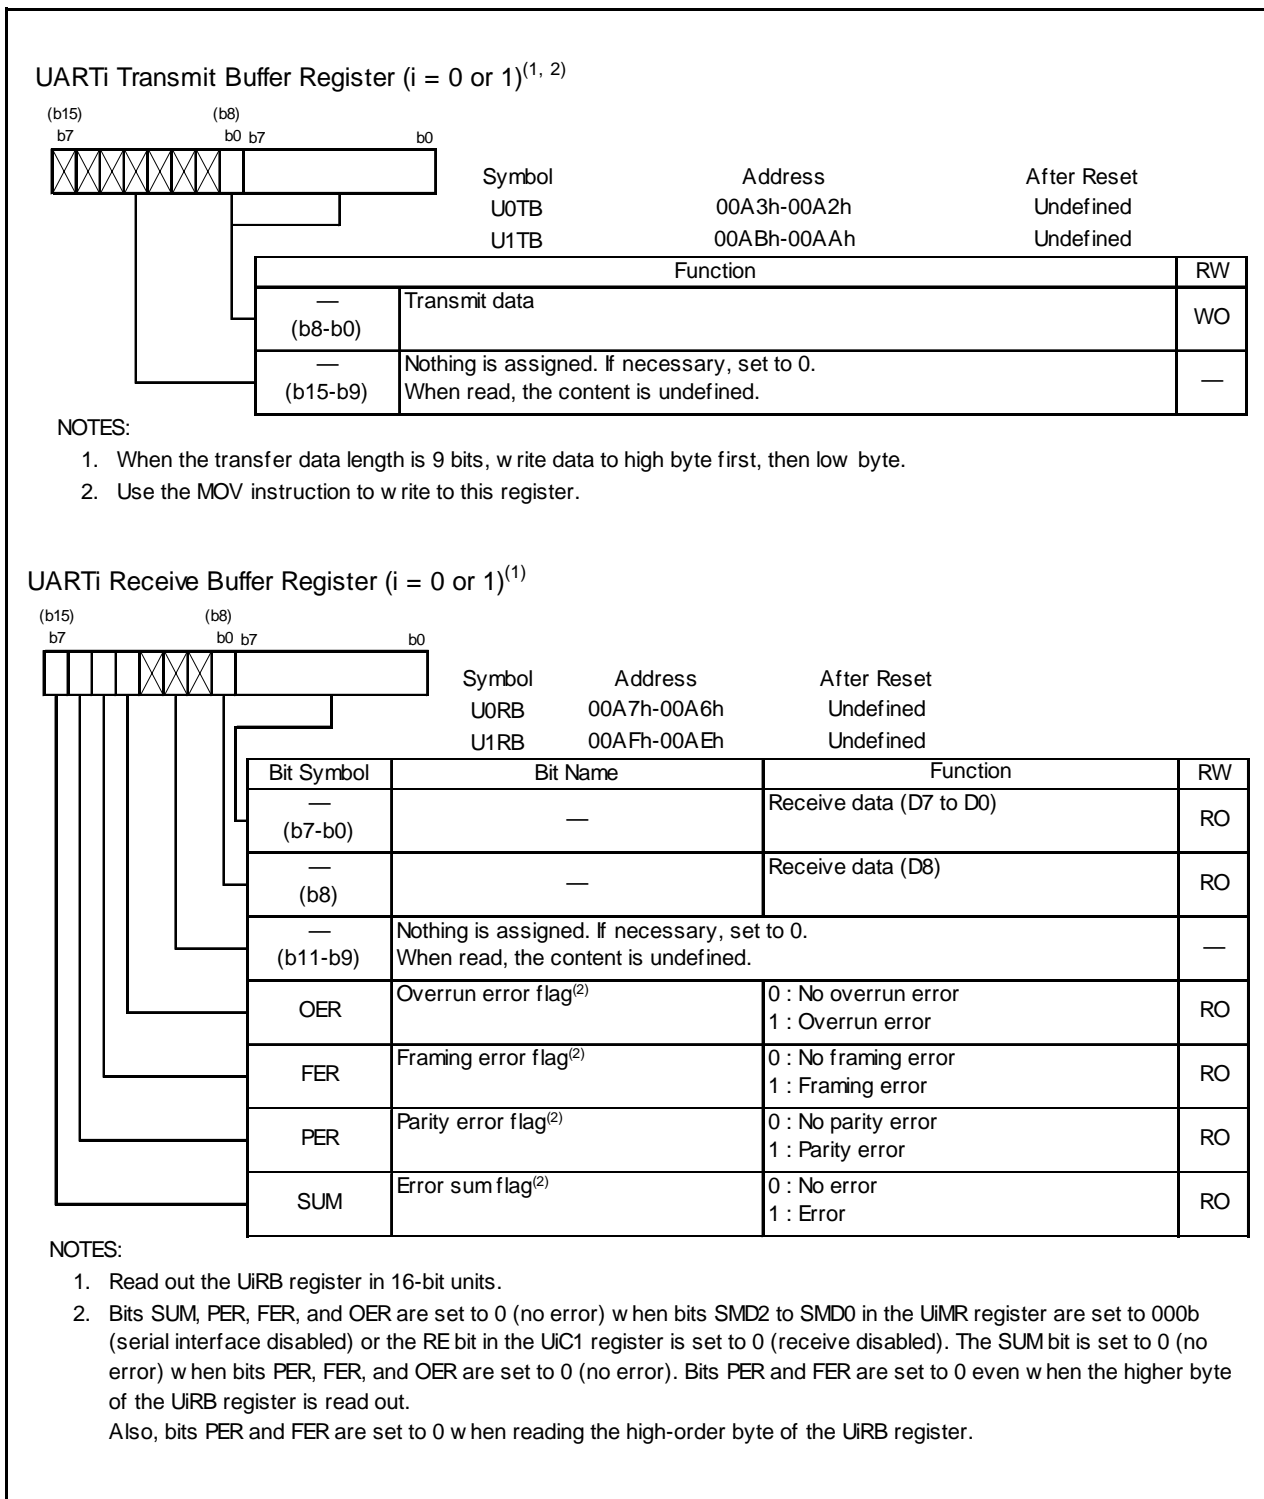 UARTi Transmit Buffer Register (i = 0 or 1)(1, 2)
(b15) (b8)
b7 b0 b7 b0
Symbol Address After Reset
U0TB 00A3h-00A2h Undefined
U1TB 00ABh-00AAh Undefined
Function RW
— Transmit data
(b8-b0) WO
— Nothing is assigned. If necessary, set to 0.
(b15-b9) When read, the content is undefined. —
NOTES:
1. When the transfer data length is 9 bits, write data to high byte first, then low byte.
2. Use the MOV instruction to write to this register.
UARTi Receive Buffer Register (i = 0 or 1)(1)
(b15) (b8)
b7 b0 b7 b0
Symbol Address After Reset
U0RB 00A7h-00A6h Undefined
U1RB 00AFh-00AEh Undefined
Bit Symbol Bit Name Function RW
— Receive data (D7 to D0)
(b7-b0) — RO
— Receive data (D8)
(b8) — RO
— Nothing is assigned. If necessary, set to 0.
(b11-b9) When read, the content is undefined. —
OER Overrun error flag(2) 0 : No overrun error RO
1 : Overrun error
FER Framing error flag(2) 0 : No framing error RO
1 : Framing error
PER Parity error flag(2) 0 : No parity error RO
1 : Parity error
SUM Error sum flag(2) 0 : No error RO
1 : Error
NOTES:
1. Read out the UiRB register in 16-bit units.
2. Bits SUM, PER, FER, and OER are set to 0 (no error) when bits SMD2 to SMD0 in the UiMR register are set to 000b
(serial interface disabled) or the RE bit in the UiC1 register is set to 0 (receive disabled). The SUM bit is set to 0 (no
error) when bits PER, FER, and OER are set to 0 (no error). Bits PER and FER are set to 0 even when the higher byte
of the UiRB register is read out.
Also, bits PER and FER are set to 0 when reading the high-order byte of the UiRB register.